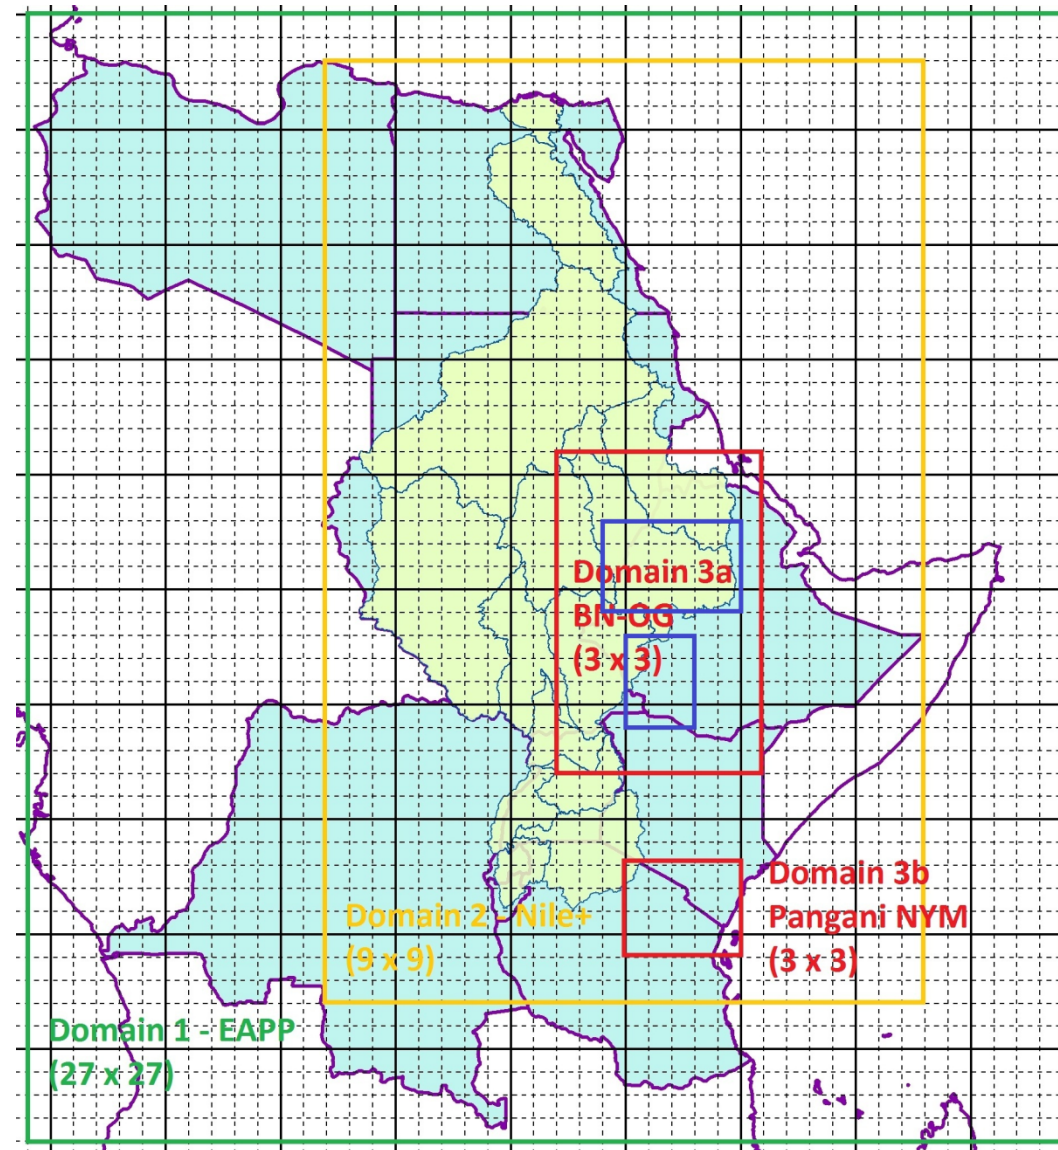 Domain 3a
BN-OG
(3 x 3)
Domain 3b
Pangani NYM
(3 x 3)
Domain 2 - Nile+
(9 x 9)
Domain 1 - EAPP
(27 x 27)